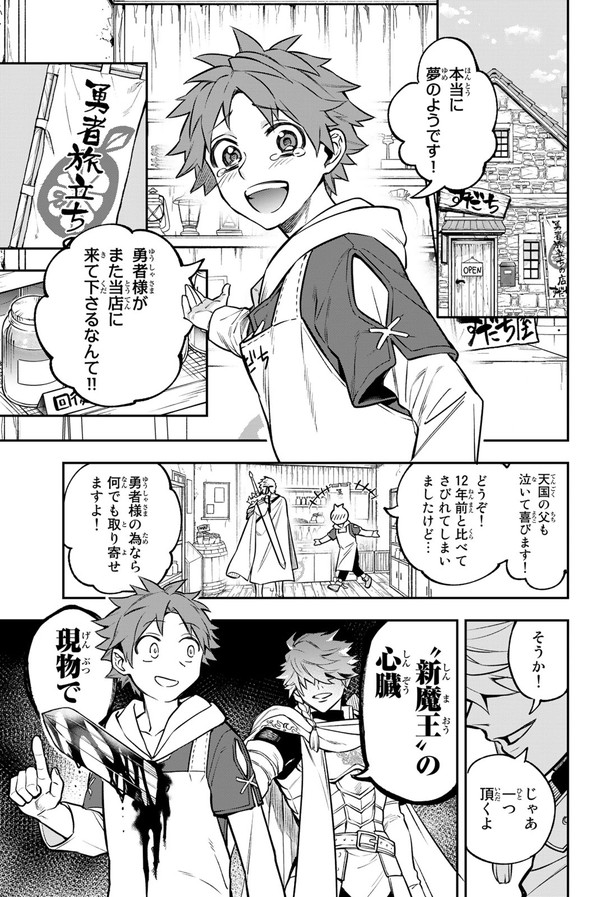 本当に
夢のようです!
すだち
OPEN
勇者旅立ちの店
すだち屋
勇者旅立ち
勇者様が
また当店に
来て下さるなんて!!
だち
回復
天国の父も
泣いて喜びます!
どうぞ!
12年前と比べて
さびれてしまい
ましたけど…
勇者様の為なら
何でも取り寄せ
ますよ!
そうか!
じゃあ
一つ
頂くよ
〝新魔王〟の
心臓
現物で